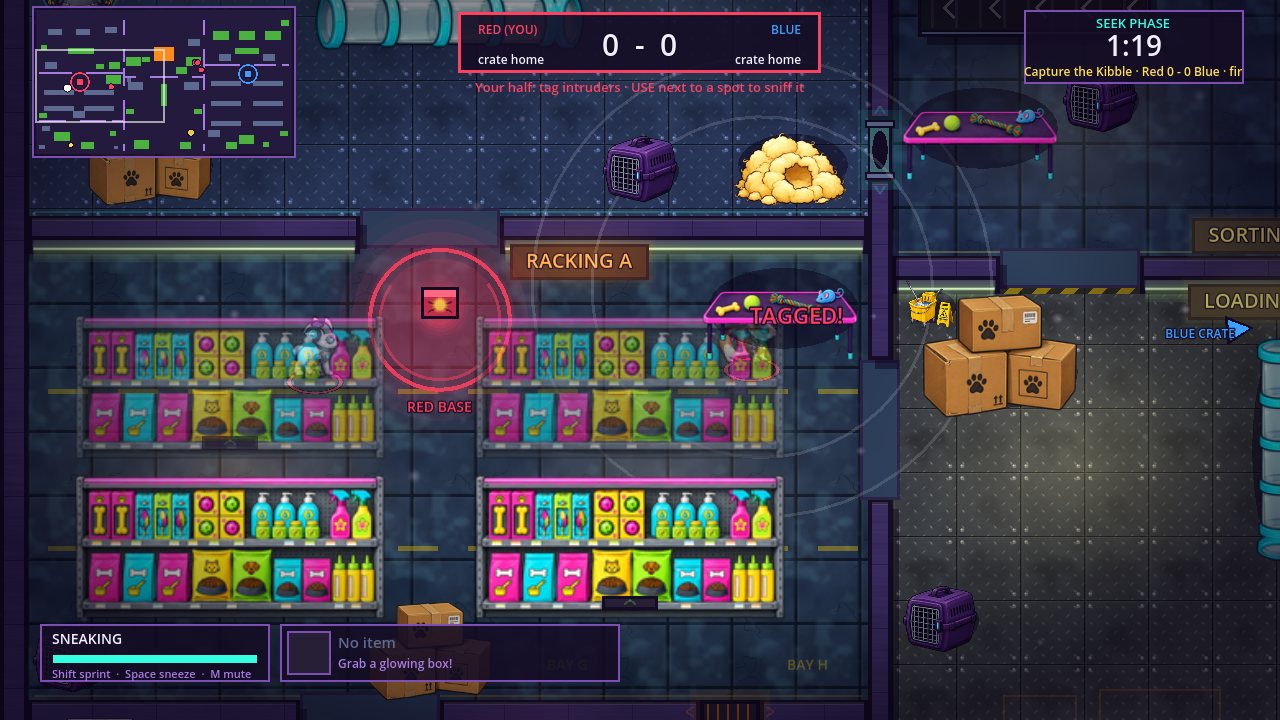 RED (YOU)
0 - 0
BLUE
crate home
crate home
Your half: tag intruders · USE next to a spot to sniff it
SEEK PHASE
1:19
Capture the Kibble · Red 0 - 0 Blue · fir
RACKING A
SORTIN
LOADIN
TAGGED!
BLUE CRATE
RED BASE
SNEAKING
Shift sprint · Space sneeze · M mute
No item
Grab a glowing box!
BAY G
BAY H